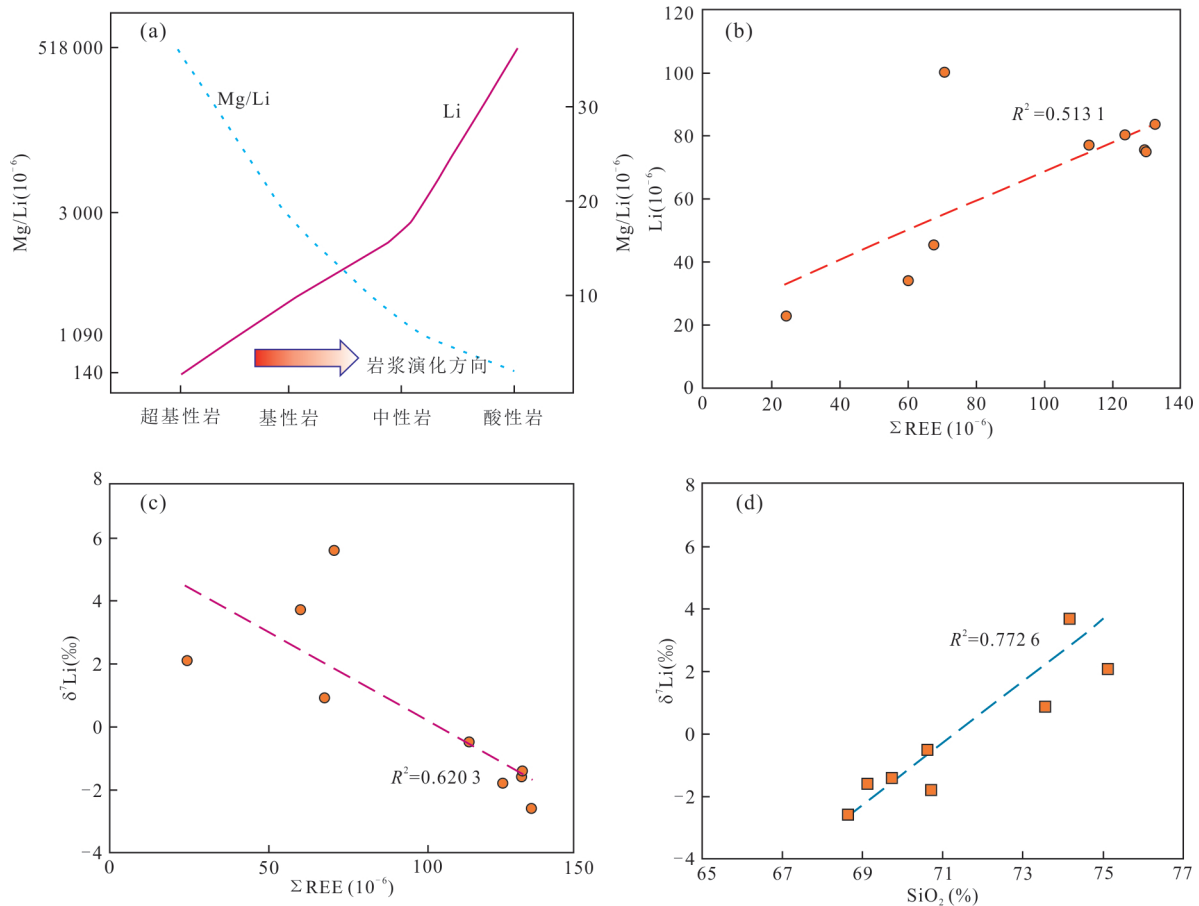 (a)
518 000
3 000
1 090
140
Mg/Li(10⁻⁶)
Mg/Li
Li
30
20
10
Mg/Li(10⁻⁶)
岩浆演化方向
超基性岩
基性岩
中性岩
酸性岩
(b)
120
100
80
60
40
20
0
Li(10⁻⁶)
R²=0.513 1
0
20
40
60
80
100
120
140
Σ REE (10⁻⁶)
(c)
8
6
4
2
0
−2
−4
δ⁷Li(‰)
R²=0.620 3
0
50
100
150
Σ REE (10⁻⁶)
(d)
8
6
4
2
0
−2
−4
δ⁷Li(‰)
R²=0.772 6
65
67
69
71
73
75
77
SiO₂ (%)